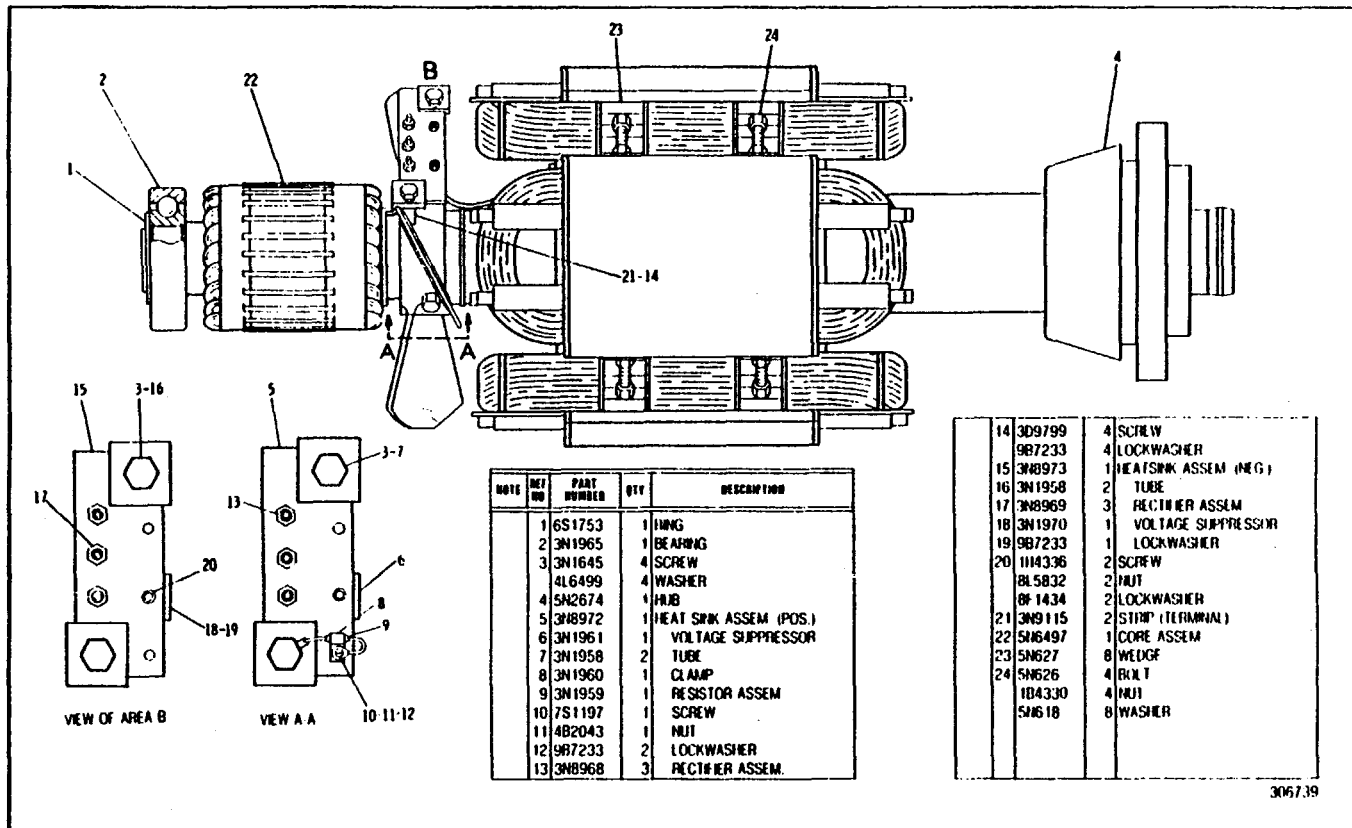 23
24
4
2
22
B
1
21-14
A A
15
3-16
5
3-7
17
13
20
6
8
9
18-19
10-11-12
VIEW OF AREA B
VIEW A-A
NOTE REF NO PART NUMBER QTY DESCRIPTION
1 6S1753 1 RING
2 3N1965 1 BEARING
3 3N1645 4 SCREW
4L6499 4 WASHER
4 5N2674 1 HUB
5 3N8972 1 HEAT SINK ASSEM (POS.)
6 3N1961 1 VOLTAGE SUPPRESSOR
7 3N1958 2 TUBE
8 3N1960 1 CLAMP
9 3N1959 1 RESISTOR ASSEM
10 7S1197 1 SCREW
11 4B2043 1 NUT
12 9B7233 2 LOCKWASHER
13 3N8968 3 RECTIFIER ASSEM.
14 3D9799 4 SCREW
9B7233 4 LOCKWASHER
15 3N8973 1 HEATSINK ASSEM (NEG.)
16 3N1958 2 TUBE
17 3N8969 3 RECTIFIER ASSEM
18 3N1970 1 VOLTAGE SUPPRESSOR
19 9B7233 1 LOCKWASHER
20 1H4336 2 SCREW
8L5832 2 NUT
8F1434 2 LOCKWASHER
21 3N9115 2 STRIP (TERMINAL)
22 5N6497 1 CORE ASSEM
23 5N627 8 WEDGE
24 5N626 4 BOLT
1B4330 4 NUT
5N618 8 WASHER
306739